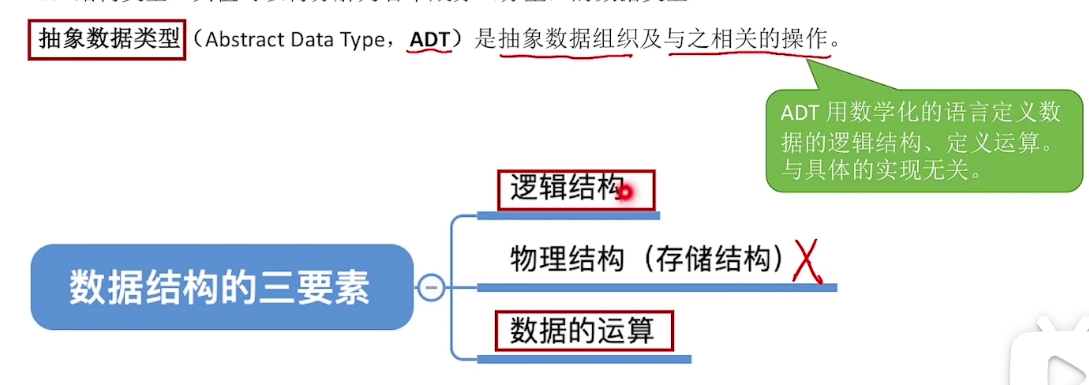 抽象数据类型（Abstract Data Type，ADT）是抽象数据组织及与之相关的操作。
ADT 用数学化的语言定义数
据的逻辑结构、定义运算。
与具体的实现无关。
逻辑结构
物理结构（存储结构）
数据结构的三要素
数据的运算